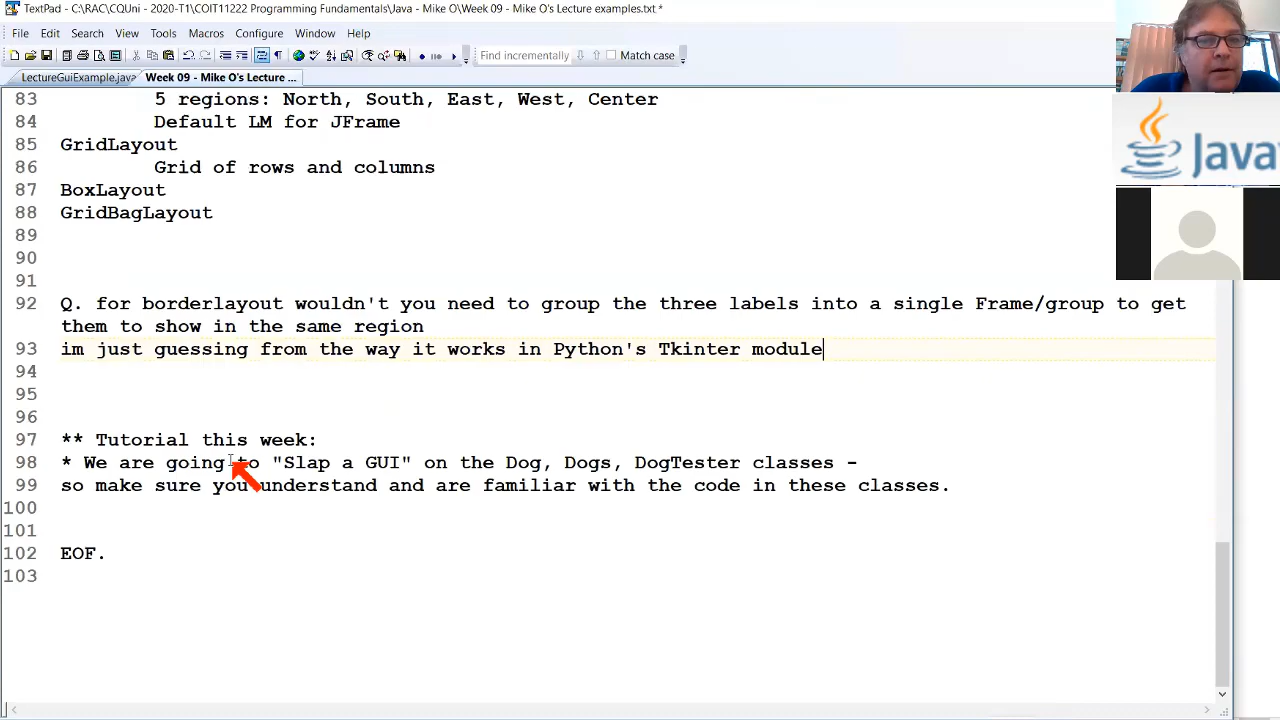 TextPad - C:\RAC\CQUni - 2020-T1\COIT11222 Programming Fundamentals\Java - Mike O\Week 09 - Mike O's Lecture examples.txt *
File Edit Search View Tools Macros Configure Window Help
Find incrementally Match case
LectureGuiExample.java Week 09 - Mike O's Lecture ...
83 5 regions: North, South, East, West, Center
84 Default LM for JFrame
85 GridLayout
86 Grid of rows and columns
87 BoxLayout
88 GridBagLayout
89
90
91
92 Q. for borderlayout wouldn't you need to group the three labels into a single Frame/group to get
them to show in the same region
93 im just guessing from the way it works in Python's Tkinter module
94
95
96
97 ** Tutorial this week:
98 * We are going to "Slap a GUI" on the Dog, Dogs, DogTester classes -
99 so make sure you understand and are familiar with the code in these classes.
100
101
102 EOF.
103
Java